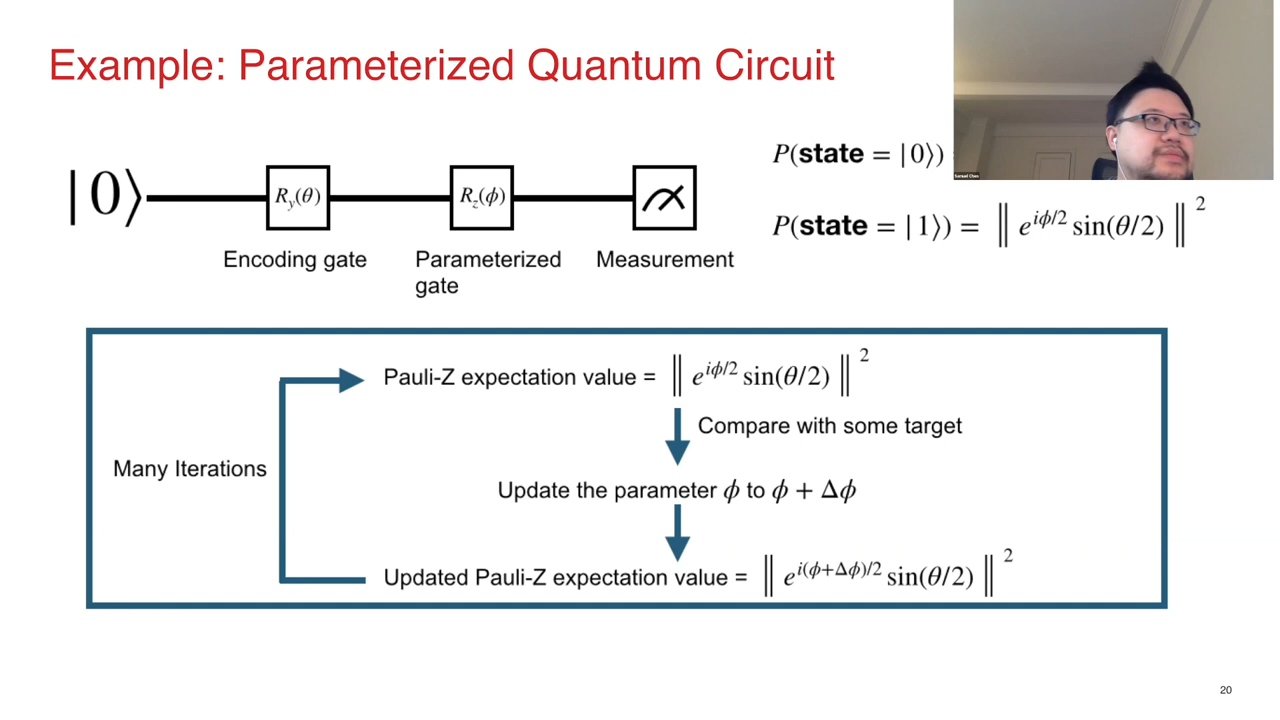 Example: Parameterized Quantum Circuit
|0⟩
R_y(θ)
R_z(ϕ)
Encoding gate
Parameterized
gate
Measurement
P(state = |0⟩)
P(state = |1⟩) = ‖ e^{iϕ/2} sin(θ/2) ‖^2
Samuel Chen
Pauli-Z expectation value = ‖ e^{iϕ/2} sin(θ/2) ‖^2
Compare with some target
Many Iterations
Update the parameter ϕ to ϕ + Δϕ
Updated Pauli-Z expectation value = ‖ e^{i(ϕ+Δϕ)/2} sin(θ/2) ‖^2
20